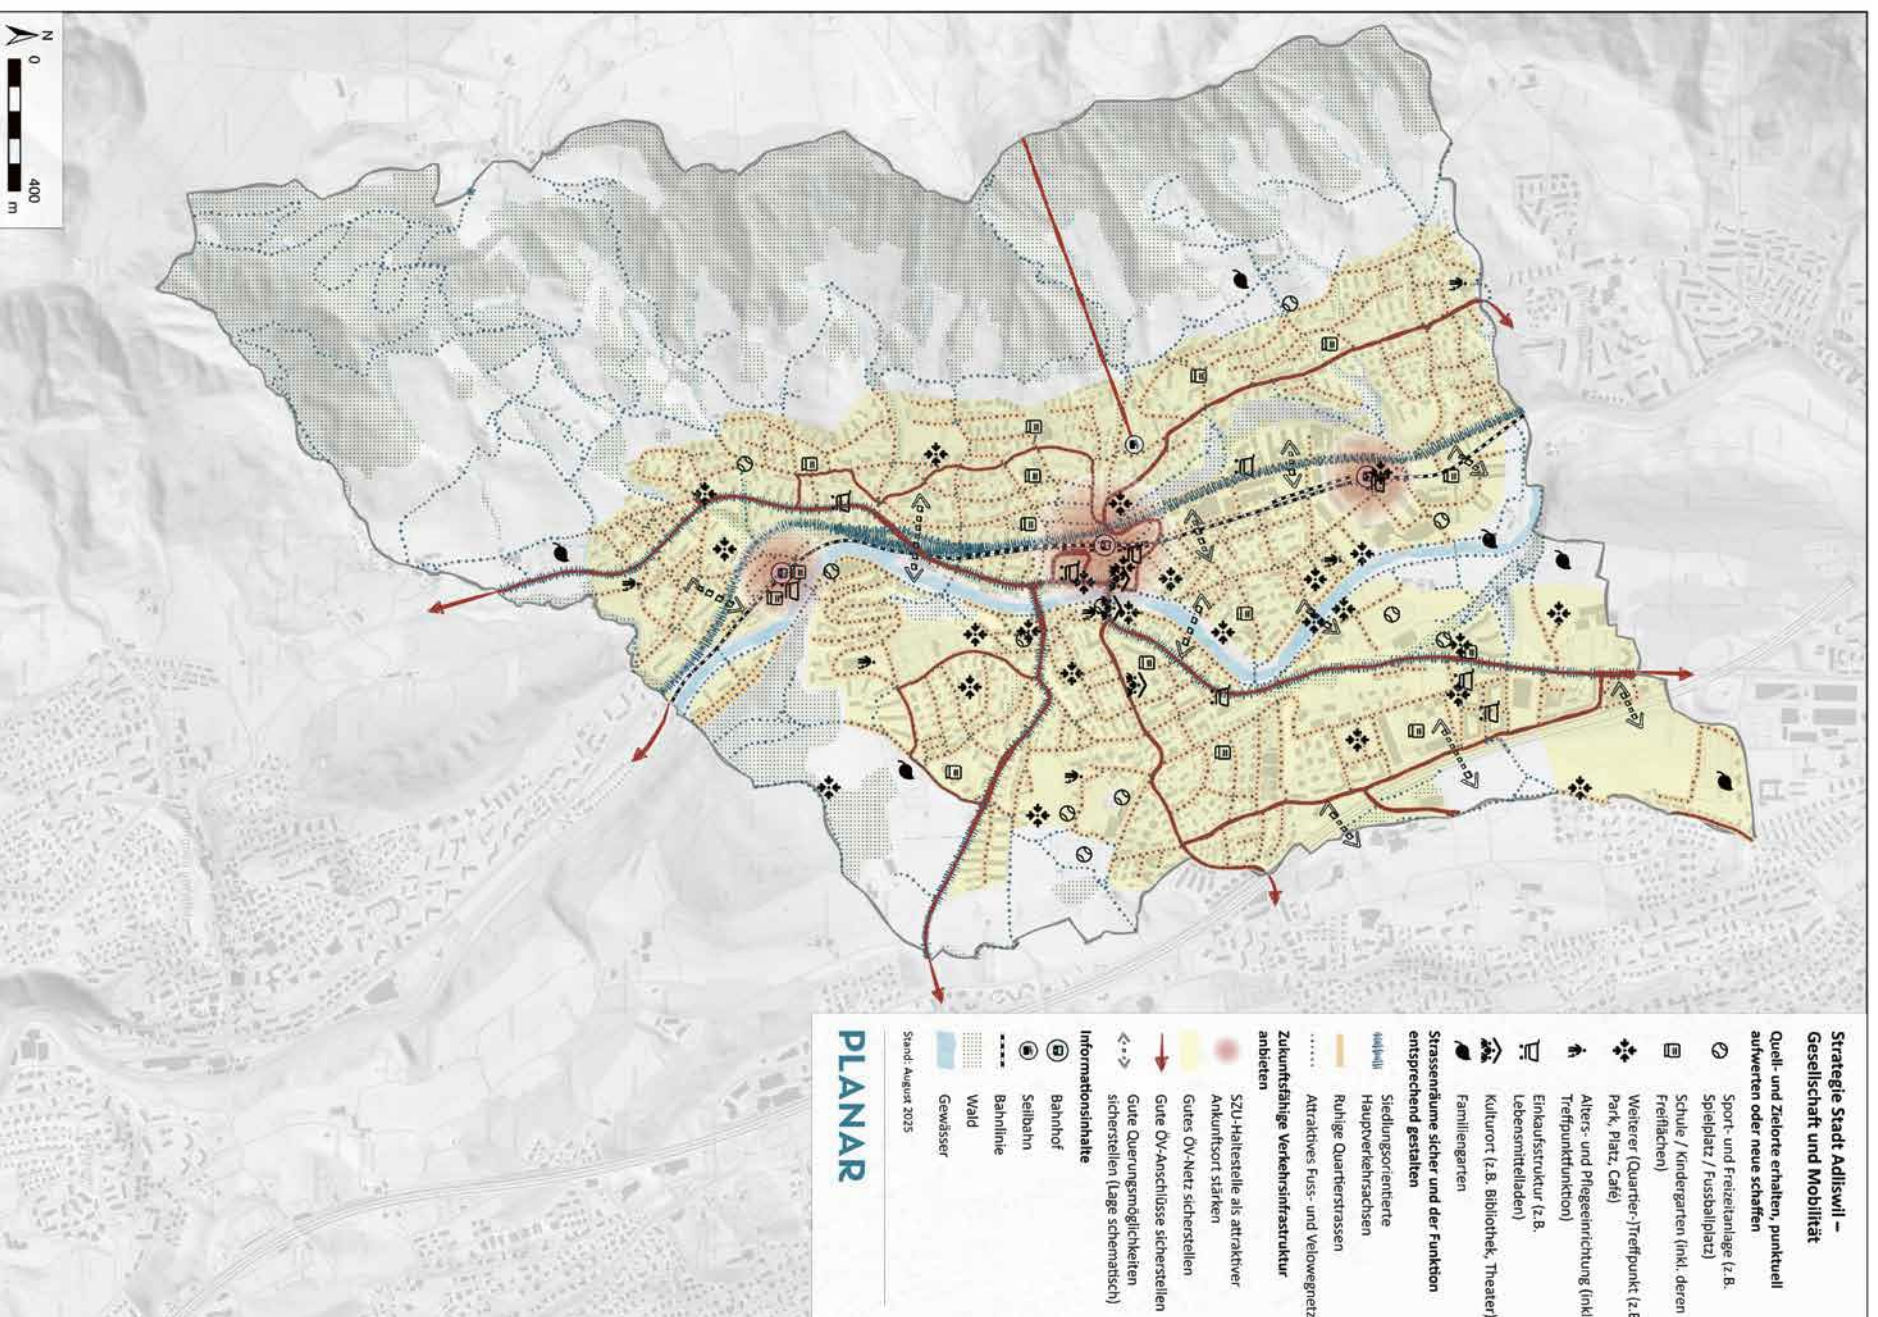 Strategie Stadt Adliswil –
Gesellschaft und Mobilität
Quell- und Zielorte erhalten, punktuell
aufwerten oder neue schaffen
Sport- und Freizeitanlage (z.B.
Spielplatz / Fussballplatz)
Schule / Kindergarten (inkl. deren
Freiflächen)
Weiterer (Quartier-)Treffpunkt (z.B
Park, Platz, Café)
Alters- und Pflegeeinrichtung (inkl
Treffpunktfunktion)
Einkaufsstruktur (z.B.
Lebensmittelladen)
Kulturort (z.B. Bibliothek, Theater)
Familiengarten
Strassenräume sicher und der Funktion
entsprechend gestalten
Siedlungsorientierte
Hauptverkehrsachsen
Ruhige Quartierstrassen
Attraktives Fuss- und Velowegnetz
Zukunftsfähige Verkehrsinfrastruktur
anbieten
SZU-Haltestelle als attraktiver
Ankunftsort stärken
Gutes ÖV-Netz sicherstellen
Gute ÖV-Anschlüsse sicherstellen
Gute Querungsmöglichkeiten
sicherstellen (Lage schematisch)
Informationsinhalte
Bahnhof
Seilbahn
Bahnlinie
Wald
Gewässer
Stand: August 2025
PLANAR
N
0 400 m